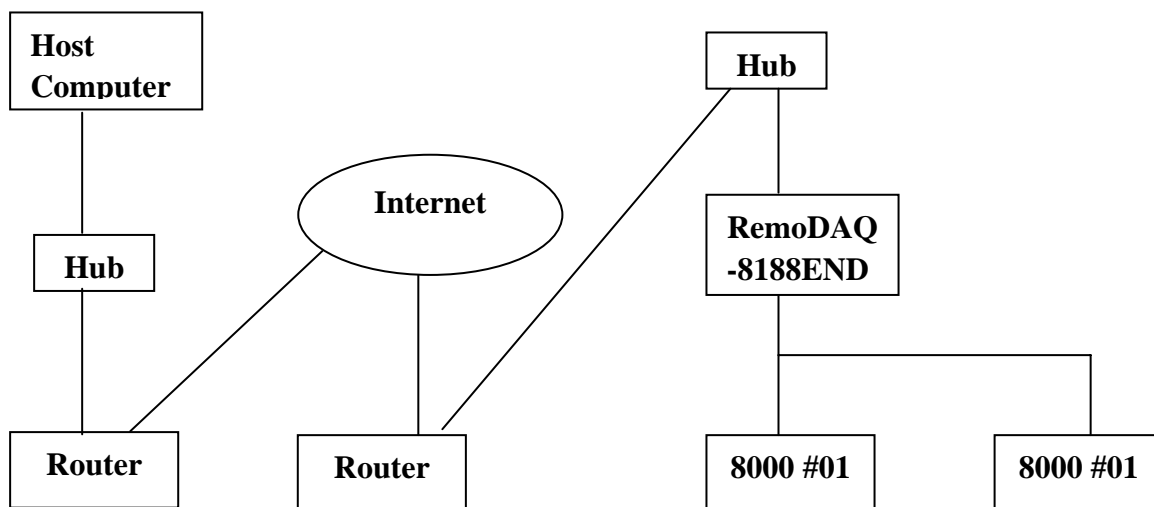 Host
Computer
Hub
Internet
RemoDAQ
-8188END
Hub
Router
Router
8000 #01
8000 #01